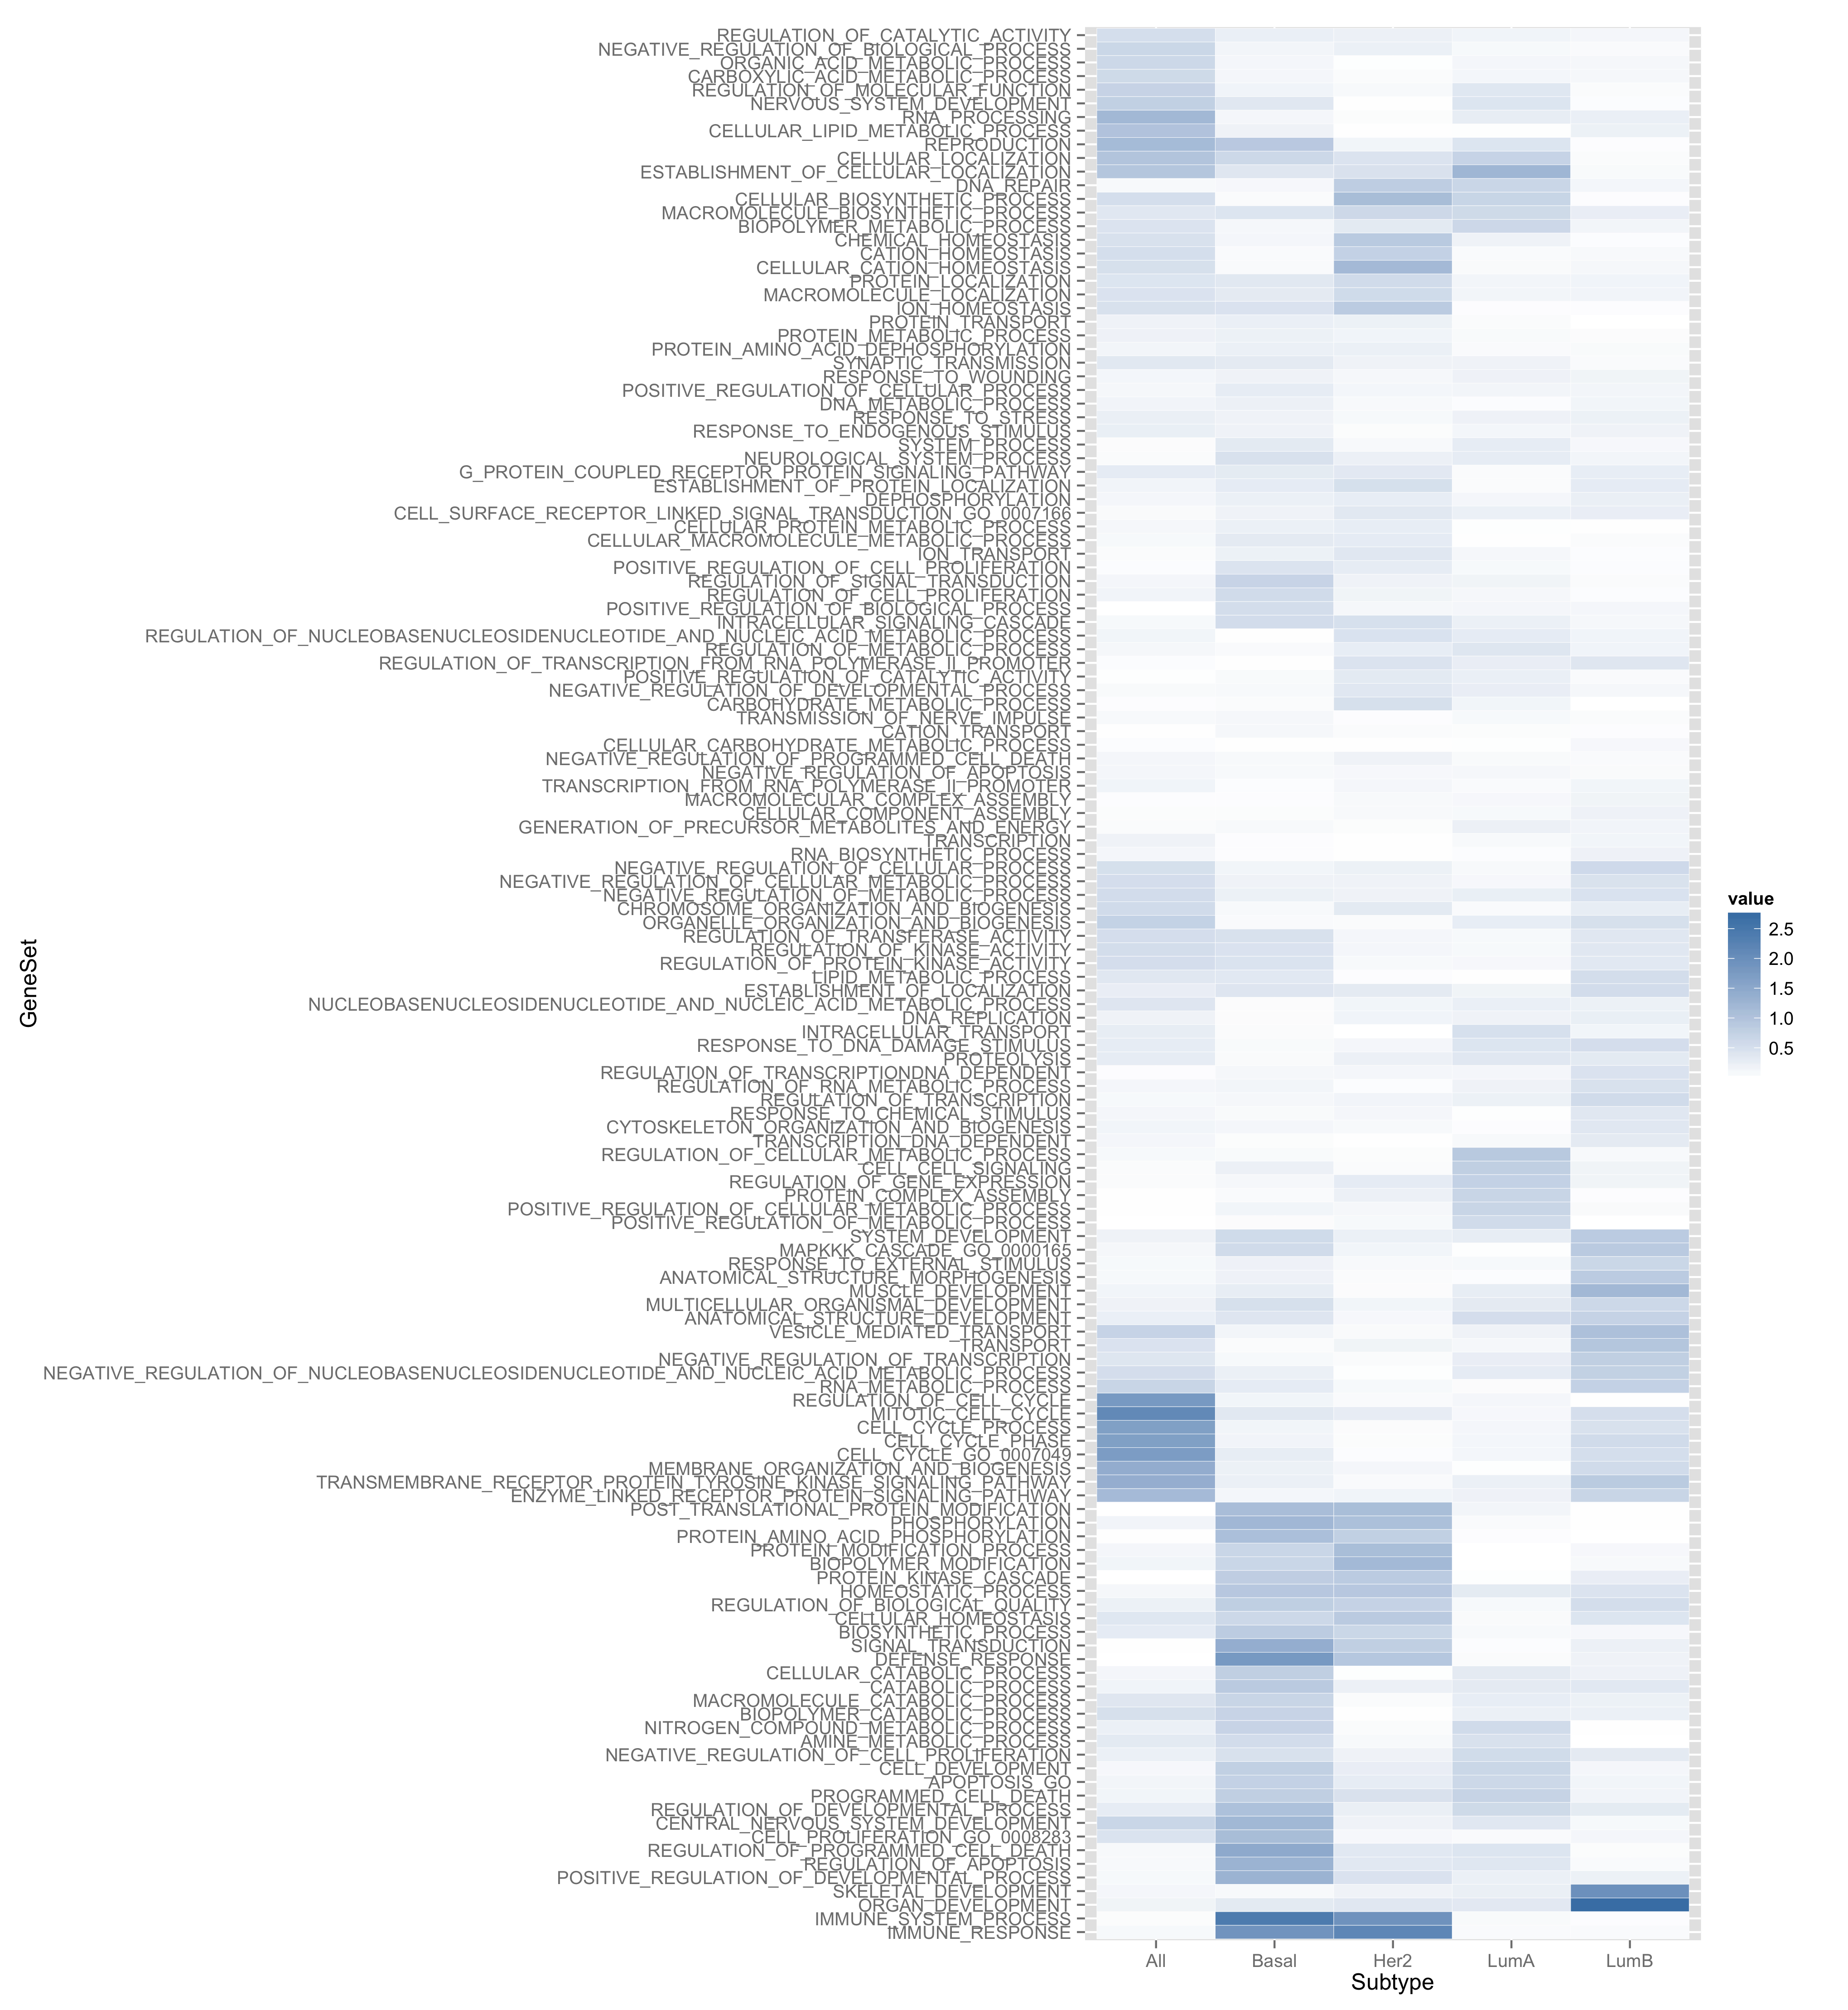 REGULATION_OF_CATALYTIC_ACTIVITY
NEGATIVE_REGULATION_OF_BIOLOGICAL_PROCESS
ORGANIC_ACID_METABOLIC_PROCESS
CARBOXYLIC_ACID_METABOLIC_PROCESS
REGULATION_OF_MOLECULAR_FUNCTION
NERVOUS_SYSTEM_DEVELOPMENT
RNA_PROCESSING
CELLULAR_LIPID_METABOLIC_PROCESS
REPRODUCTION
CELLULAR_LOCALIZATION
ESTABLISHMENT_OF_CELLULAR_LOCALIZATION
DNA_REPAIR
CELLULAR_BIOSYNTHETIC_PROCESS
MACROMOLECULE_BIOSYNTHETIC_PROCESS
BIOPOLYMER_METABOLIC_PROCESS
CHEMICAL_HOMEOSTASIS
CATION_HOMEOSTASIS
CELLULAR_CATION_HOMEOSTASIS
PROTEIN_LOCALIZATION
MACROMOLECULE_LOCALIZATION
ION_HOMEOSTASIS
PROTEIN_TRANSPORT
PROTEIN_METABOLIC_PROCESS
PROTEIN_AMINO_ACID_DEPHOSPHORYLATION
SYNAPTIC_TRANSMISSION
RESPONSE_TO_WOUNDING
POSITIVE_REGULATION_OF_CELLULAR_PROCESS
DNA_METABOLIC_PROCESS
RESPONSE_TO_STRESS
RESPONSE_TO_ENDOGENOUS_STIMULUS
SYSTEM_PROCESS
NEUROLOGICAL_SYSTEM_PROCESS
G_PROTEIN_COUPLED_RECEPTOR_PROTEIN_SIGNALING_PATHWAY
ESTABLISHMENT_OF_PROTEIN_LOCALIZATION
DEPHOSPHORYLATION
CELL_SURFACE_RECEPTOR_LINKED_SIGNAL_TRANSDUCTION_GO_0007166
CELLULAR_PROTEIN_METABOLIC_PROCESS
CELLULAR_MACROMOLECULE_METABOLIC_PROCESS
ION_TRANSPORT
POSITIVE_REGULATION_OF_CELL_PROLIFERATION
REGULATION_OF_SIGNAL_TRANSDUCTION
REGULATION_OF_CELL_PROLIFERATION
POSITIVE_REGULATION_OF_BIOLOGICAL_PROCESS
INTRACELLULAR_SIGNALING_CASCADE
REGULATION_OF_NUCLEOBASENUCLEOSIDENUCLEOTIDE_AND_NUCLEIC_ACID_METABOLIC_PROCESS
REGULATION_OF_METABOLIC_PROCESS
REGULATION_OF_TRANSCRIPTION_FROM_RNA_POLYMERASE_II_PROMOTER
POSITIVE_REGULATION_OF_CATALYTIC_ACTIVITY
NEGATIVE_REGULATION_OF_DEVELOPMENTAL_PROCESS
CARBOHYDRATE_METABOLIC_PROCESS
TRANSMISSION_OF_NERVE_IMPULSE
CATION_TRANSPORT
CELLULAR_CARBOHYDRATE_METABOLIC_PROCESS
NEGATIVE_REGULATION_OF_PROGRAMMED_CELL_DEATH
NEGATIVE_REGULATION_OF_APOPTOSIS
TRANSCRIPTION_FROM_RNA_POLYMERASE_II_PROMOTER
MACROMOLECULAR_COMPLEX_ASSEMBLY
CELLULAR_COMPONENT_ASSEMBLY
GENERATION_OF_PRECURSOR_METABOLITES_AND_ENERGY
TRANSCRIPTION
RNA_BIOSYNTHETIC_PROCESS
NEGATIVE_REGULATION_OF_CELLULAR_PROCESS
NEGATIVE_REGULATION_OF_CELLULAR_METABOLIC_PROCESS
NEGATIVE_REGULATION_OF_METABOLIC_PROCESS
CHROMOSOME_ORGANIZATION_AND_BIOGENESIS
ORGANELLE_ORGANIZATION_AND_BIOGENESIS
REGULATION_OF_TRANSFERASE_ACTIVITY
REGULATION_OF_KINASE_ACTIVITY
REGULATION_OF_PROTEIN_KINASE_ACTIVITY
LIPID_METABOLIC_PROCESS
ESTABLISHMENT_OF_LOCALIZATION
NUCLEOBASENUCLEOSIDENUCLEOTIDE_AND_NUCLEIC_ACID_METABOLIC_PROCESS
DNA_REPLICATION
INTRACELLULAR_TRANSPORT
RESPONSE_TO_DNA_DAMAGE_STIMULUS
PROTEOLYSIS
REGULATION_OF_TRANSCRIPTIONDNA_DEPENDENT
REGULATION_OF_RNA_METABOLIC_PROCESS
REGULATION_OF_TRANSCRIPTION
RESPONSE_TO_CHEMICAL_STIMULUS
CYTOSKELETON_ORGANIZATION_AND_BIOGENESIS
TRANSCRIPTION_DNA_DEPENDENT
REGULATION_OF_CELLULAR_METABOLIC_PROCESS
CELL_CELL_SIGNALING
REGULATION_OF_GENE_EXPRESSION
PROTEIN_COMPLEX_ASSEMBLY
POSITIVE_REGULATION_OF_CELLULAR_METABOLIC_PROCESS
POSITIVE_REGULATION_OF_METABOLIC_PROCESS
SYSTEM_DEVELOPMENT
MAPKKK_CASCADE_GO_0000165
RESPONSE_TO_EXTERNAL_STIMULUS
ANATOMICAL_STRUCTURE_MORPHOGENESIS
MUSCLE_DEVELOPMENT
MULTICELLULAR_ORGANISMAL_DEVELOPMENT
ANATOMICAL_STRUCTURE_DEVELOPMENT
VESICLE_MEDIATED_TRANSPORT
TRANSPORT
NEGATIVE_REGULATION_OF_TRANSCRIPTION
NEGATIVE_REGULATION_OF_NUCLEOBASENUCLEOSIDENUCLEOTIDE_AND_NUCLEIC_ACID_METABOLIC_PROCESS
RNA_METABOLIC_PROCESS
REGULATION_OF_CELL_CYCLE
MITOTIC_CELL_CYCLE
CELL_CYCLE_PROCESS
CELL_CYCLE_PHASE
CELL_CYCLE_GO_0007049
MEMBRANE_ORGANIZATION_AND_BIOGENESIS
TRANSMEMBRANE_RECEPTOR_PROTEIN_TYROSINE_KINASE_SIGNALING_PATHWAY
ENZYME_LINKED_RECEPTOR_PROTEIN_SIGNALING_PATHWAY
POST_TRANSLATIONAL_PROTEIN_MODIFICATION
PHOSPHORYLATION
PROTEIN_AMINO_ACID_PHOSPHORYLATION
PROTEIN_MODIFICATION_PROCESS
BIOPOLYMER_MODIFICATION
PROTEIN_KINASE_CASCADE
HOMEOSTATIC_PROCESS
REGULATION_OF_BIOLOGICAL_QUALITY
CELLULAR_HOMEOSTASIS
BIOSYNTHETIC_PROCESS
SIGNAL_TRANSDUCTION
DEFENSE_RESPONSE
CELLULAR_CATABOLIC_PROCESS
CATABOLIC_PROCESS
MACROMOLECULE_CATABOLIC_PROCESS
BIOPOLYMER_CATABOLIC_PROCESS
NITROGEN_COMPOUND_METABOLIC_PROCESS
AMINE_METABOLIC_PROCESS
NEGATIVE_REGULATION_OF_CELL_PROLIFERATION
CELL_DEVELOPMENT
APOPTOSIS_GO
PROGRAMMED_CELL_DEATH
REGULATION_OF_DEVELOPMENTAL_PROCESS
CENTRAL_NERVOUS_SYSTEM_DEVELOPMENT
CELL_PROLIFERATION_GO_0008283
REGULATION_OF_PROGRAMMED_CELL_DEATH
REGULATION_OF_APOPTOSIS
POSITIVE_REGULATION_OF_DEVELOPMENTAL_PROCESS
SKELETAL_DEVELOPMENT
ORGAN_DEVELOPMENT
IMMUNE_SYSTEM_PROCESS
IMMUNE_RESPONSE
GeneSet
All Basal Her2 LumA LumB
Subtype
value
2.5
2.0
1.5
1.0
0.5